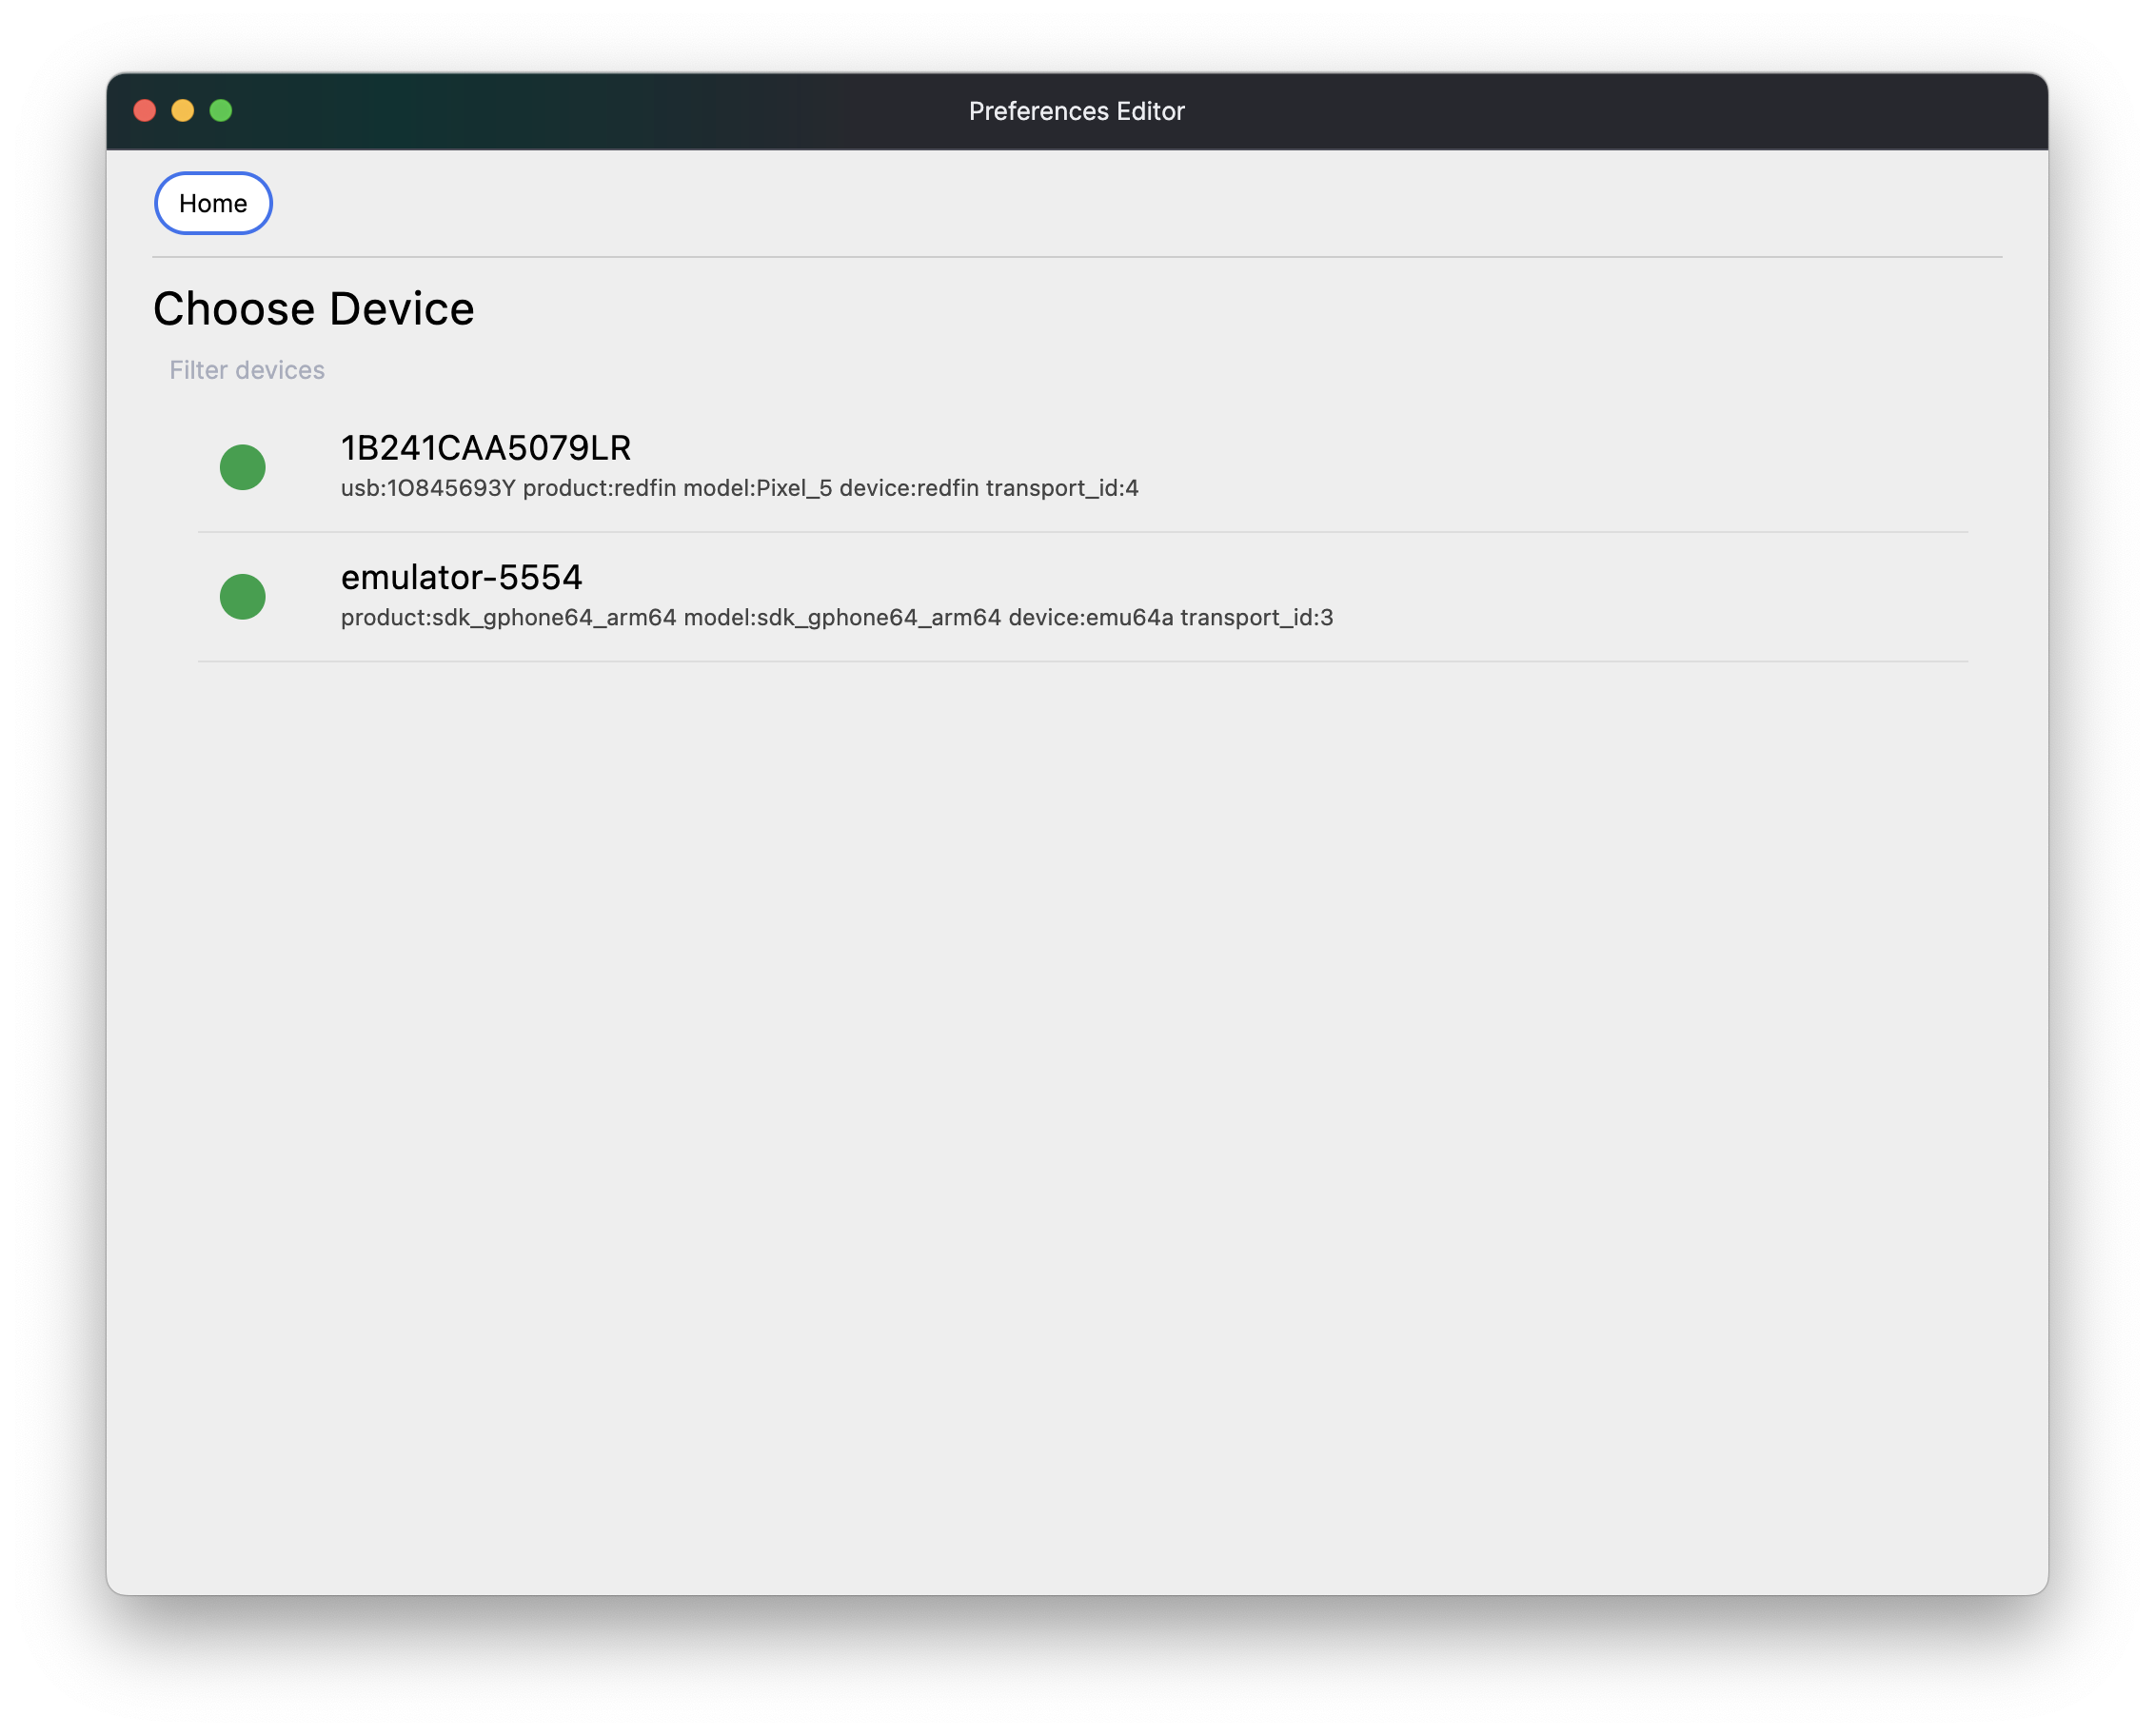 Preferences Editor
Home
Choose Device
Filter devices
1B241CAA5079LR
usb:1O845693Y product:redfin model:Pixel_5 device:redfin transport_id:4
emulator-5554
product:sdk_gphone64_arm64 model:sdk_gphone64_arm64 device:emu64a transport_id:3